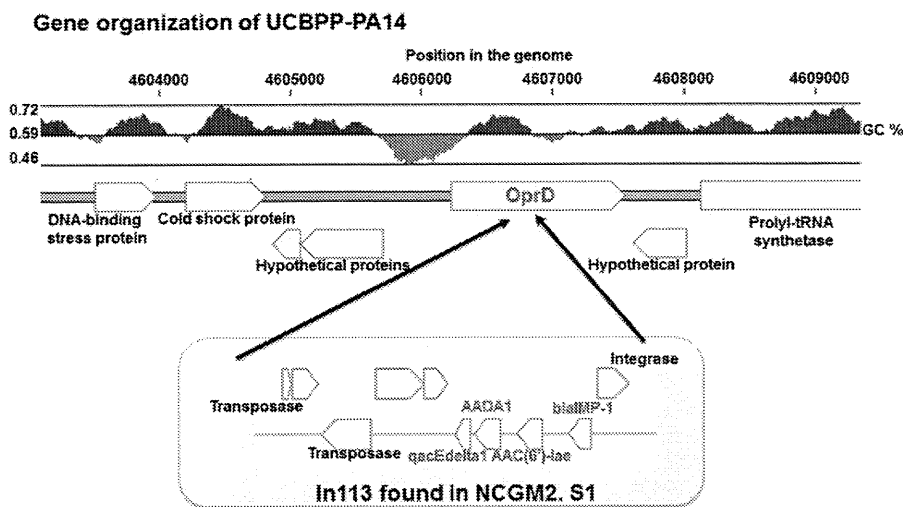 Gene organization of UCBPP-PA14
Position in the genome
4604000 4605000 4606000 4607000 4608000 4609000
0.72
0.59
0.46
GC %
OprD
DNA-binding
stress protein
Cold shock protein
Prolyl-tRNA
synthetase
Hypothetical proteins
Hypothetical protein
Integrase
Transposase
AADA1
blaIMP-1
Transposase
qacEdelta1 AAC(6')-Iae
In113 found in NCGM2. S1